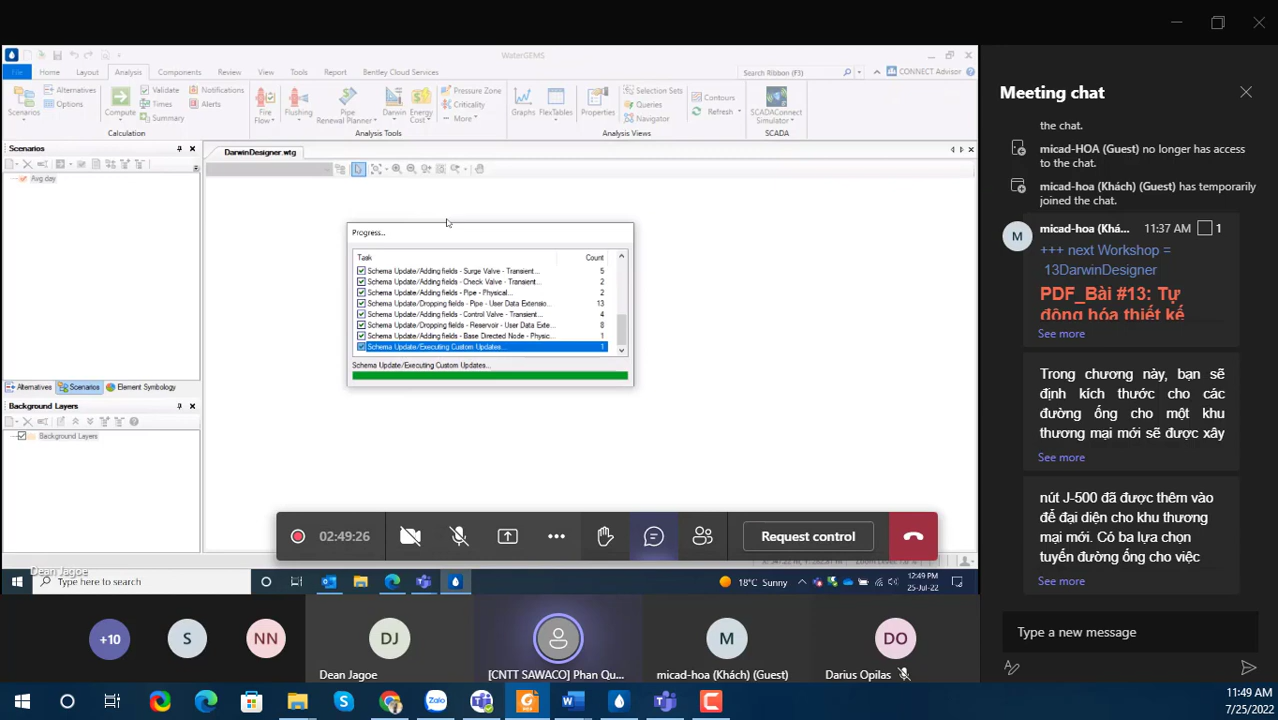 WaterGEMS
File Home Layout Analysis Components Review View Tools Report Bentley Cloud Services
Search Ribbon (F3)
CONNECT Advisor
Scenarios
Alternatives
Options
Compute
Validate
Times
Summary
Notifications
Alerts
Calculation
Fire
Flow
Flushing
Pipe
Renewal Planner
Darwin
Energy
Cost
Pressure Zone
Criticality
More
Analysis Tools
Graphs
FlexTables
Properties
Selection Sets
Queries
Navigator
Contours
Refresh
Analysis Views
SCADAConnect
Simulator
SCADA
Scenarios
Avg day
DarwinDesigner.wtg
Progress...
Task Count
Schema Update/Adding fields - Surge Valve - Transient... 5
Schema Update/Adding fields - Check Valve - Transient... 2
Schema Update/Adding fields - Pipe - Physical... 2
Schema Update/Dropping fields - Pipe - User Data Extensio... 13
Schema Update/Adding fields - Control Valve - Transient... 4
Schema Update/Dropping fields - Reservoir - User Data Exte... 8
Schema Update/Adding fields - Base Directed Node - Physic... 1
Schema Update/Executing Custom Updates... 1
Schema Update/Executing Custom Updates...
Alternatives Scenarios Element Symbology
Background Layers
Background Layers
02:49:26
Request control
Dean Jagoe
Type here to search
18°C Sunny
12:49 PM
25-Jul-22
+10
S
NN
DJ
Dean Jagoe
[CNTT SAWACO] Phan Qu...
M
micad-hoa (Khách) (Guest)
DO
Darius Opilas
Meeting chat
the chat.
micad-HOA (Guest) no longer has access
to the chat.
micad-hoa (Khách) (Guest) has temporarily
joined the chat.
M
micad-hoa (Khá... 11:37 AM 1
+++ next Workshop =
13DarwinDesigner
PDF_Bài #13: Tự
động hóa thiết kế
See more
Trong chương này, bạn sẽ
định kích thước cho các
đường ống cho một khu
thương mại mới sẽ được xây
See more
nút J-500 đã được thêm vào
để đại diện cho khu thương
mại mới. Có ba lựa chọn
tuyến đường ống cho việc
See more
Type a new message
Zalo
11:49 AM
7/25/2022